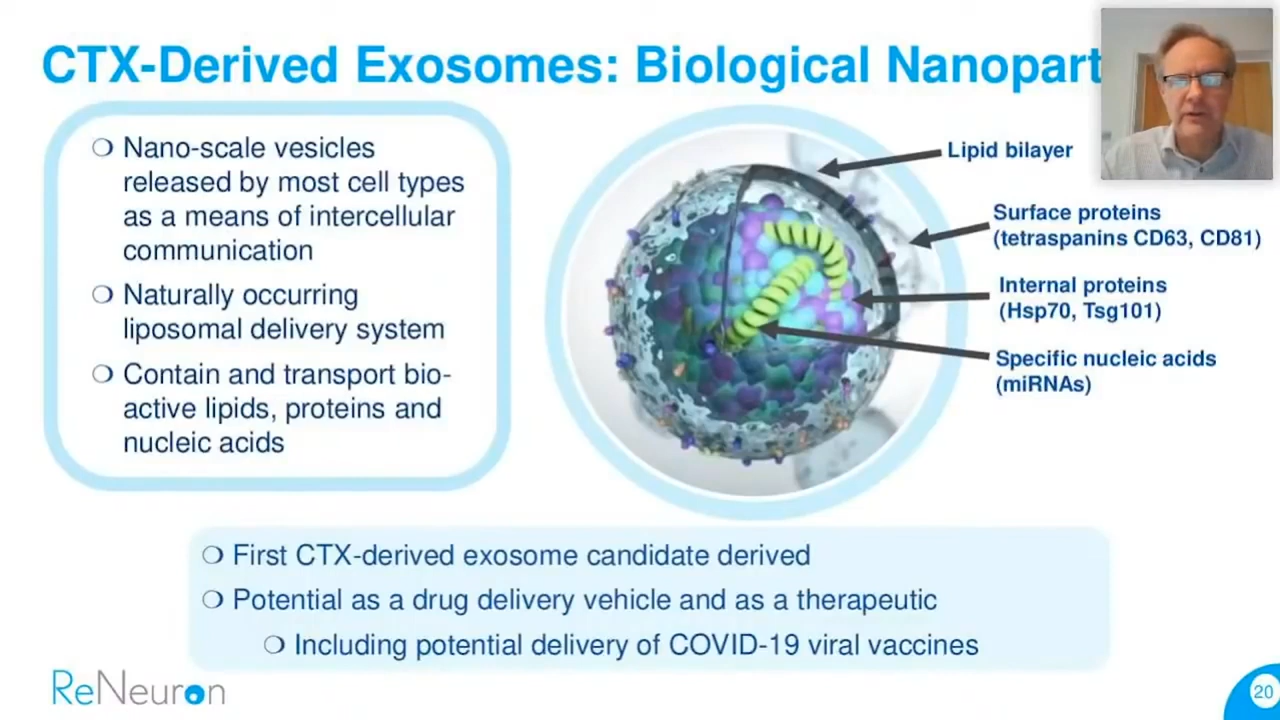 CTX-Derived Exosomes: Biological Nanopart
❍ Nano-scale vesicles
released by most cell types
as a means of intercellular
communication
❍ Naturally occurring
liposomal delivery system
❍ Contain and transport bio-
active lipids, proteins and
nucleic acids
Lipid bilayer
Surface proteins
(tetraspanins CD63, CD81)
Internal proteins
(Hsp70, Tsg101)
Specific nucleic acids
(miRNAs)
❍ First CTX-derived exosome candidate derived
❍ Potential as a drug delivery vehicle and as a therapeutic
❍ Including potential delivery of COVID-19 viral vaccines
ReNeuron
20